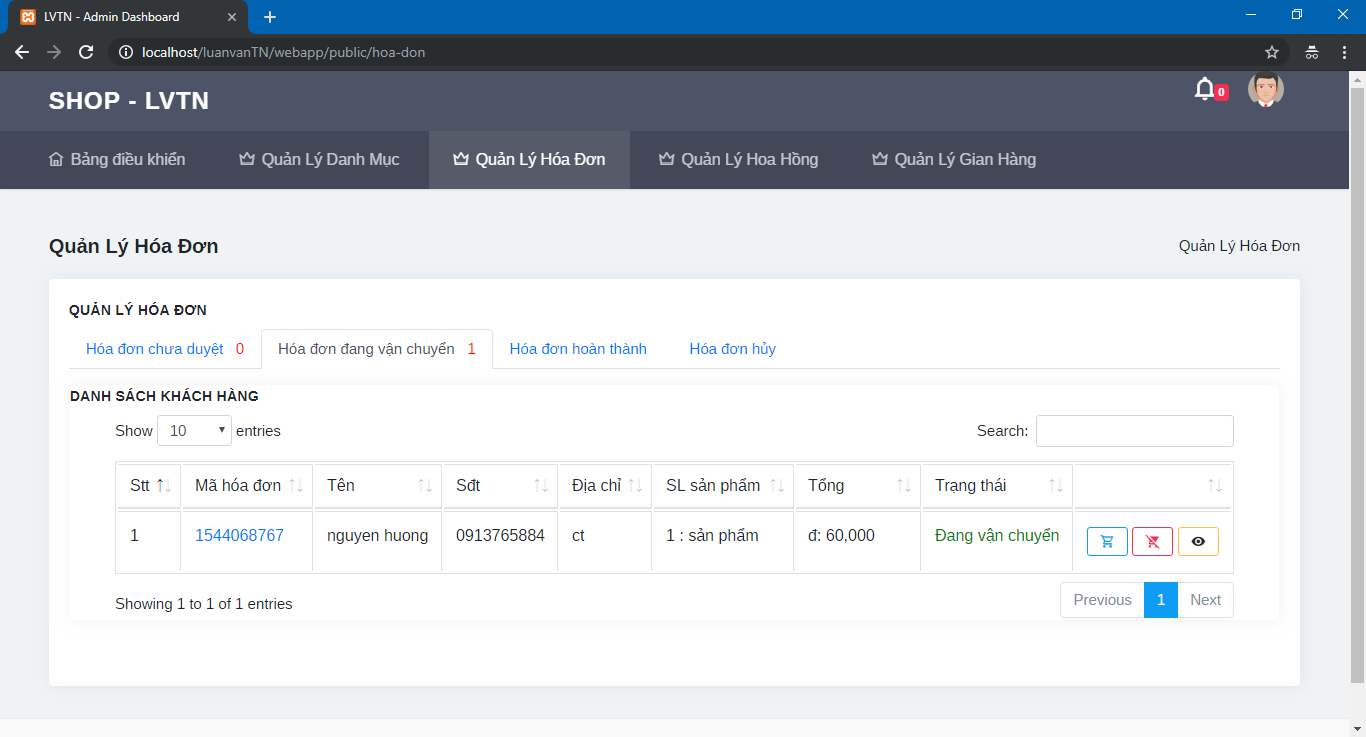 LVTN - Admin Dashboard
localhost/luanvanTN/webapp/public/hoa-don
SHOP - LVTN
0
Bảng điều khiển Quản Lý Danh Mục Quản Lý Hóa Đơn Quản Lý Hoa Hồng Quản Lý Gian Hàng
Quản Lý Hóa Đơn Quản Lý Hóa Đơn
QUẢN LÝ HÓA ĐƠN
Hóa đơn chưa duyệt 0 Hóa đơn đang vận chuyển 1 Hóa đơn hoàn thành Hóa đơn hủy
DANH SÁCH KHÁCH HÀNG
Show 10 entries Search:
Stt Mã hóa đơn Tên Sđt Địa chỉ SL sản phẩm Tổng Trạng thái
1 1544068767 nguyen huong 0913765884 ct 1 : sản phẩm đ: 60,000 Đang vận chuyển
Showing 1 to 1 of 1 entries Previous 1 Next